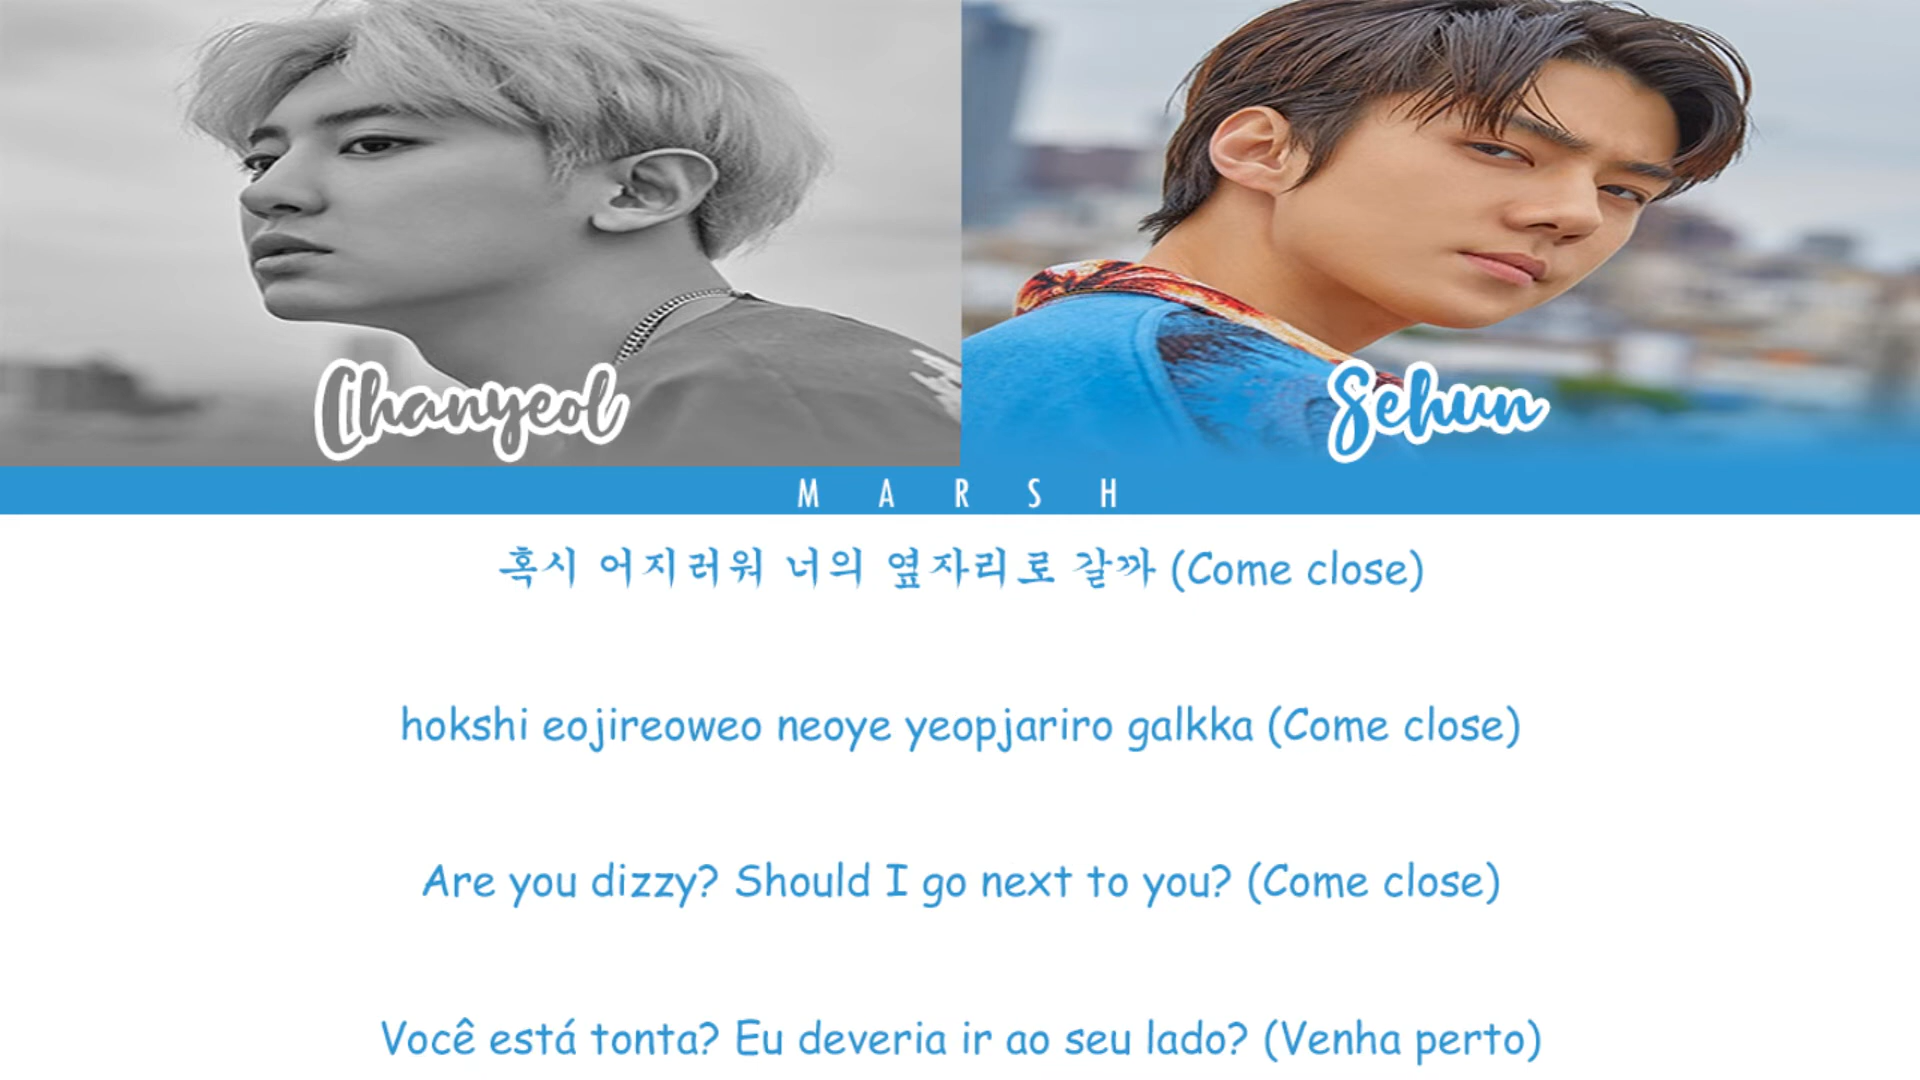 Chanyeol
Sehun
MARSH
혹시 어지러워 너의 옆자리로 갈까 (Come close)
hokshi eojireoweo neoye yeopjariro galkka (Come close)
Are you dizzy? Should I go next to you? (Come close)
Você está tonta? Eu deveria ir ao seu lado? (Venha perto)